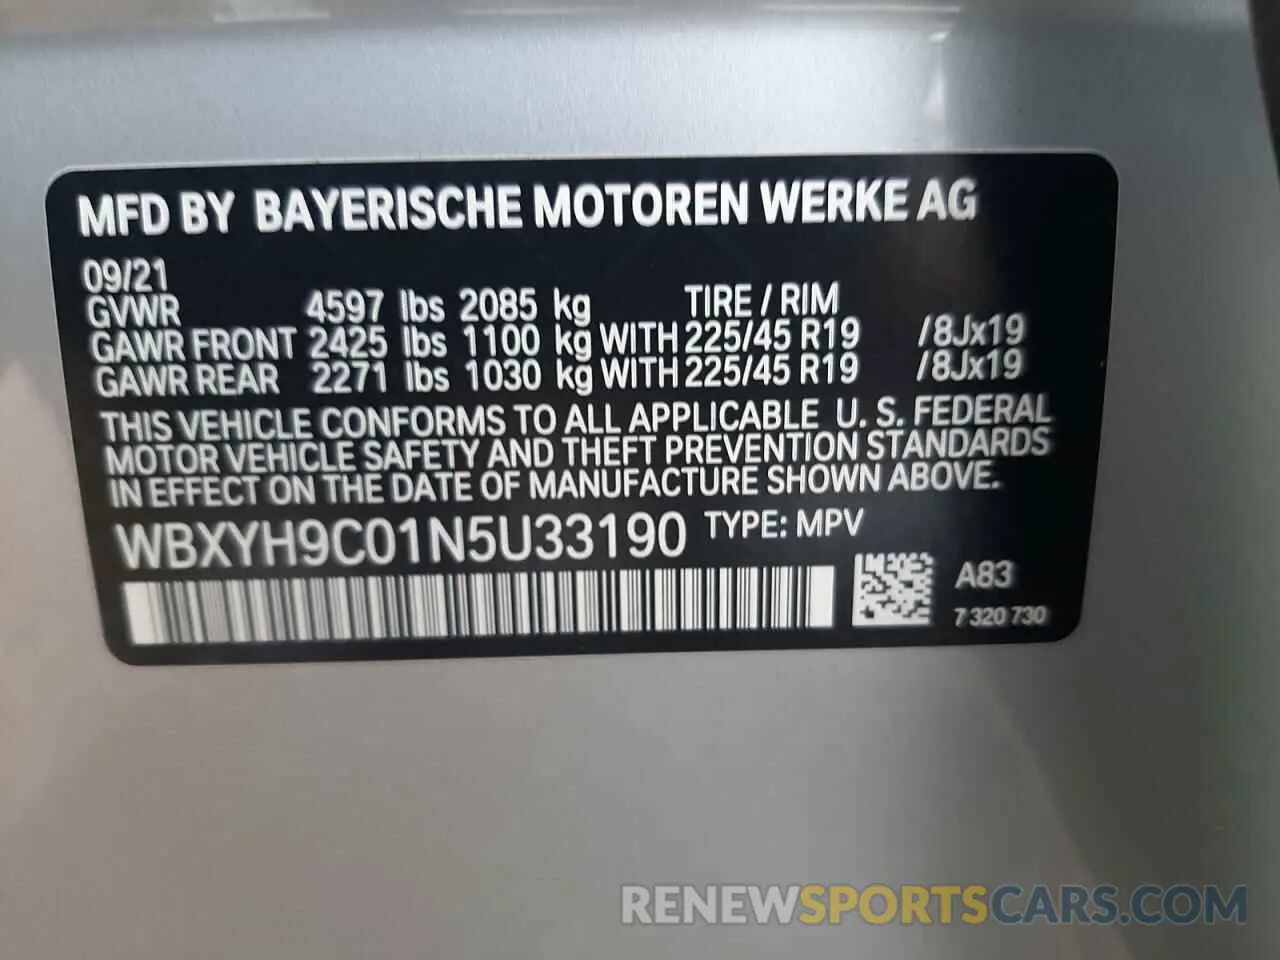 MFD BY BAYERISCHE MOTOREN WERKE AG
09/21
GVWR 4597 lbs 2085 kg TIRE / RIM
GAWR FRONT 2425 lbs 1100 kg WITH 225/45 R19 /8Jx19
GAWR REAR 2271 lbs 1030 kg WITH 225/45 R19 /8Jx19
THIS VEHICLE CONFORMS TO ALL APPLICABLE U. S. FEDERAL
MOTOR VEHICLE SAFETY AND THEFT PREVENTION STANDARDS
IN EFFECT ON THE DATE OF MANUFACTURE SHOWN ABOVE.
WBXYH9C01N5U33190 TYPE: MPV
A83
7 320 730
RENEWSPORTSCARS.COM